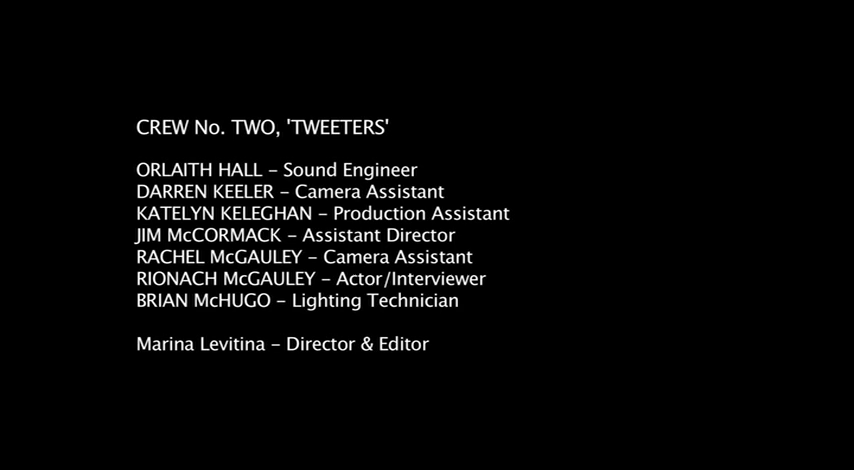 CREW No. TWO, 'TWEETERS'
ORLAITH HALL – Sound Engineer
DARREN KEELER – Camera Assistant
KATELYN KELEGHAN – Production Assistant
JIM McCORMACK – Assistant Director
RACHEL McGAULEY – Camera Assistant
RIONACH McGAULEY – Actor/Interviewer
BRIAN McHUGO – Lighting Technician
Marina Levitina – Director & Editor